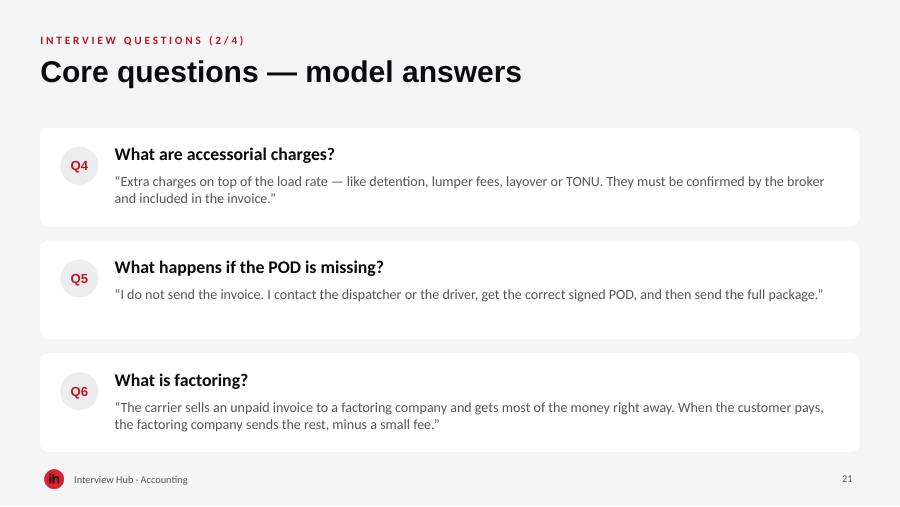 INTERVIEW QUESTIONS (2/4)
Core questions — model answers
Q4
What are accessorial charges?
“Extra charges on top of the load rate — like detention, lumper fees, layover or TONU. They must be confirmed by the broker
and included in the invoice.”
Q5
What happens if the POD is missing?
“I do not send the invoice. I contact the dispatcher or the driver, get the correct signed POD, and then send the full package.”
Q6
What is factoring?
“The carrier sells an unpaid invoice to a factoring company and gets most of the money right away. When the customer pays,
the factoring company sends the rest, minus a small fee.”
ih
Interview Hub · Accounting
21